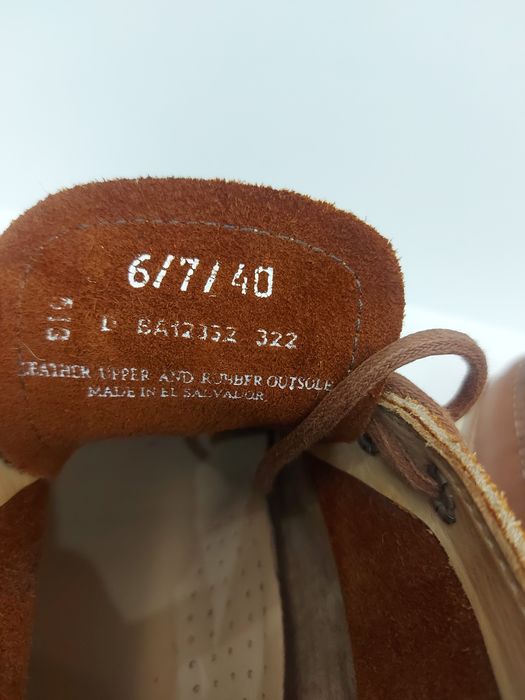 6/7/40
BA12352 322
LEATHER UPPER AND RUBBER OUTSOLE
MADE IN EL SALVADOR